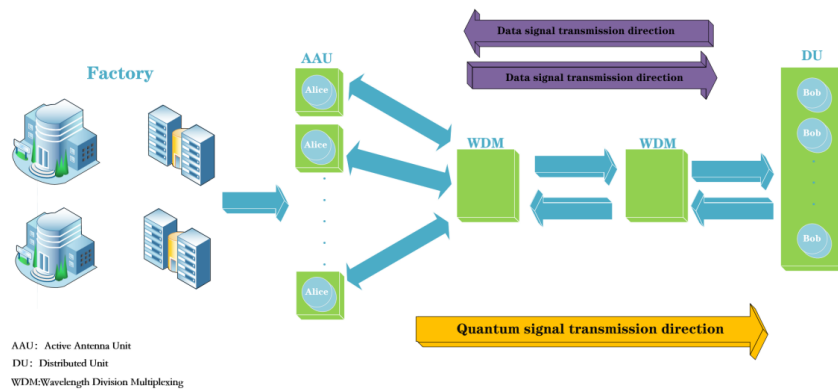 Data signal transmission direction
Data signal transmission direction
Factory
AAU
DU
Alice
Alice
Alice
WDM
WDM
Bob
Bob
Bob
Quantum signal transmission direction
AAU： Active Antenna Unit
DU： Distributed Unit
WDM:Wavelength Division Multiplexing